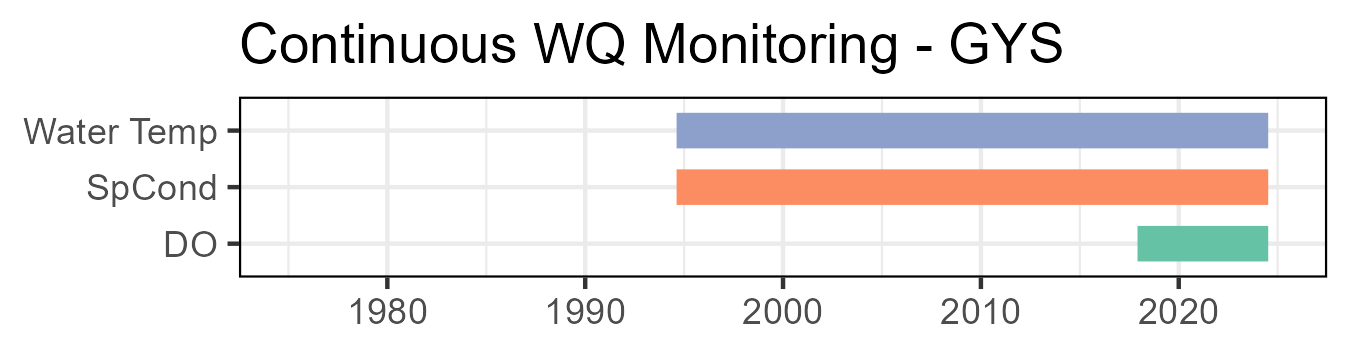 Continuous WQ Monitoring - GYS
Water Temp
SpCond
DO
1980 1990 2000 2010 2020